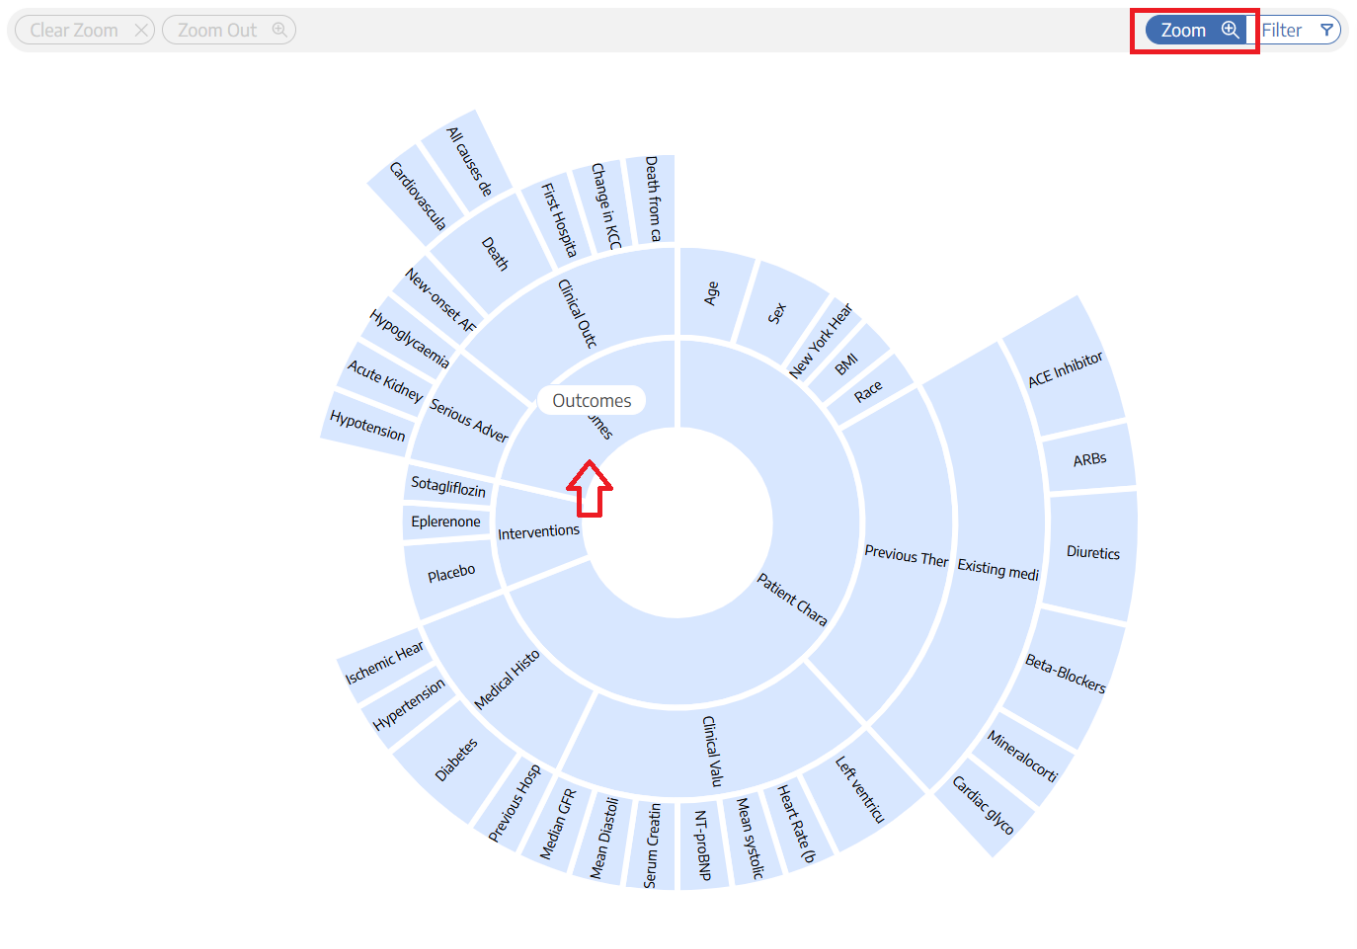 Clear Zoom
Zoom Out
Zoom
Filter
All causes de
Cardiovascula
Death from ca
Change in KCC
First Hospita
Death
Clinical Outc
New-onset AF
Hypoglycaemia
Acute Kidney
Hypotension
Serious Adver
Outcomes
omes
Sotagliflozin
Eplerenone
Placebo
Interventions
Age
Sex
New York Hear
BMI
Race
ACE Inhibitor
ARBs
Diuretics
Beta-Blockers
Mineralocorti
Cardiac glyco
Existing medi
Previous Ther
Patient Chara
Medical Histo
Ischemic Hear
Hypertension
Diabetes
Previous Hosp
Clinical Valu
Median GFR
Mean Diastoli
Serum Creatin
NT-proBNP
Mean systolic
Heart Rate (b
Left ventricu